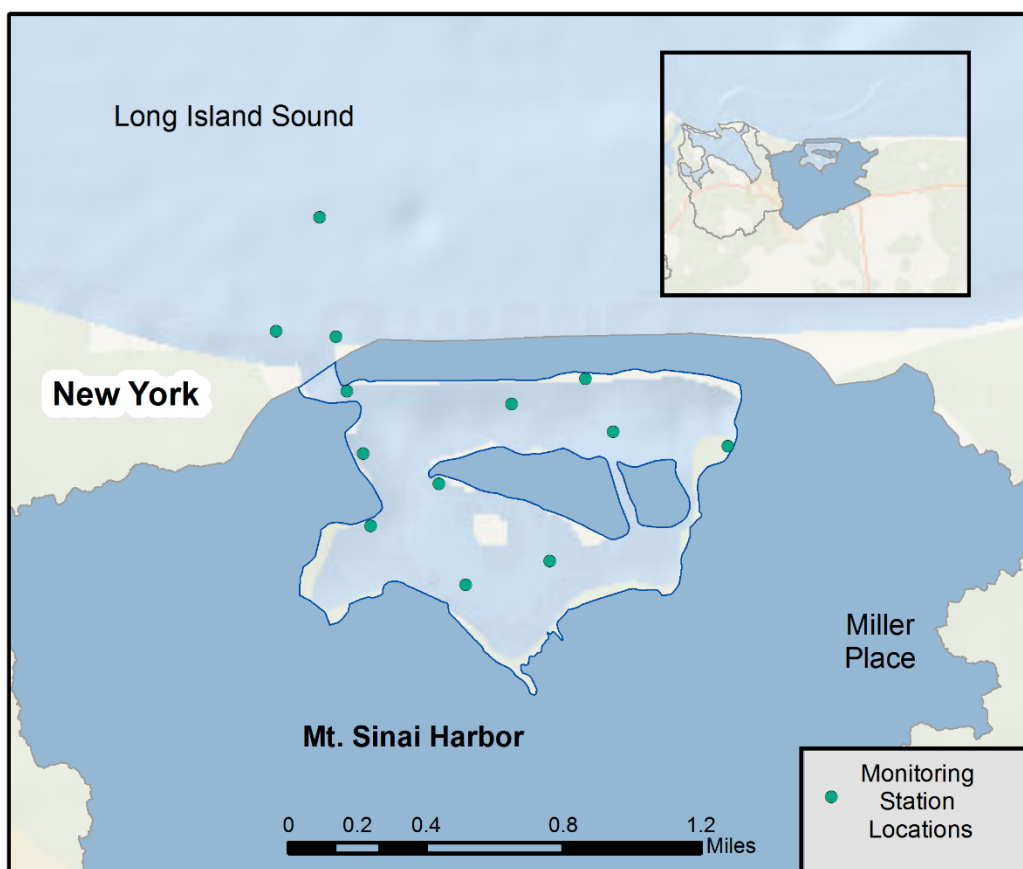 Long Island Sound
New York
Miller
Place
Mt. Sinai Harbor
0 0.2 0.4 0.8 1.2
Miles
Monitoring
Station
Locations